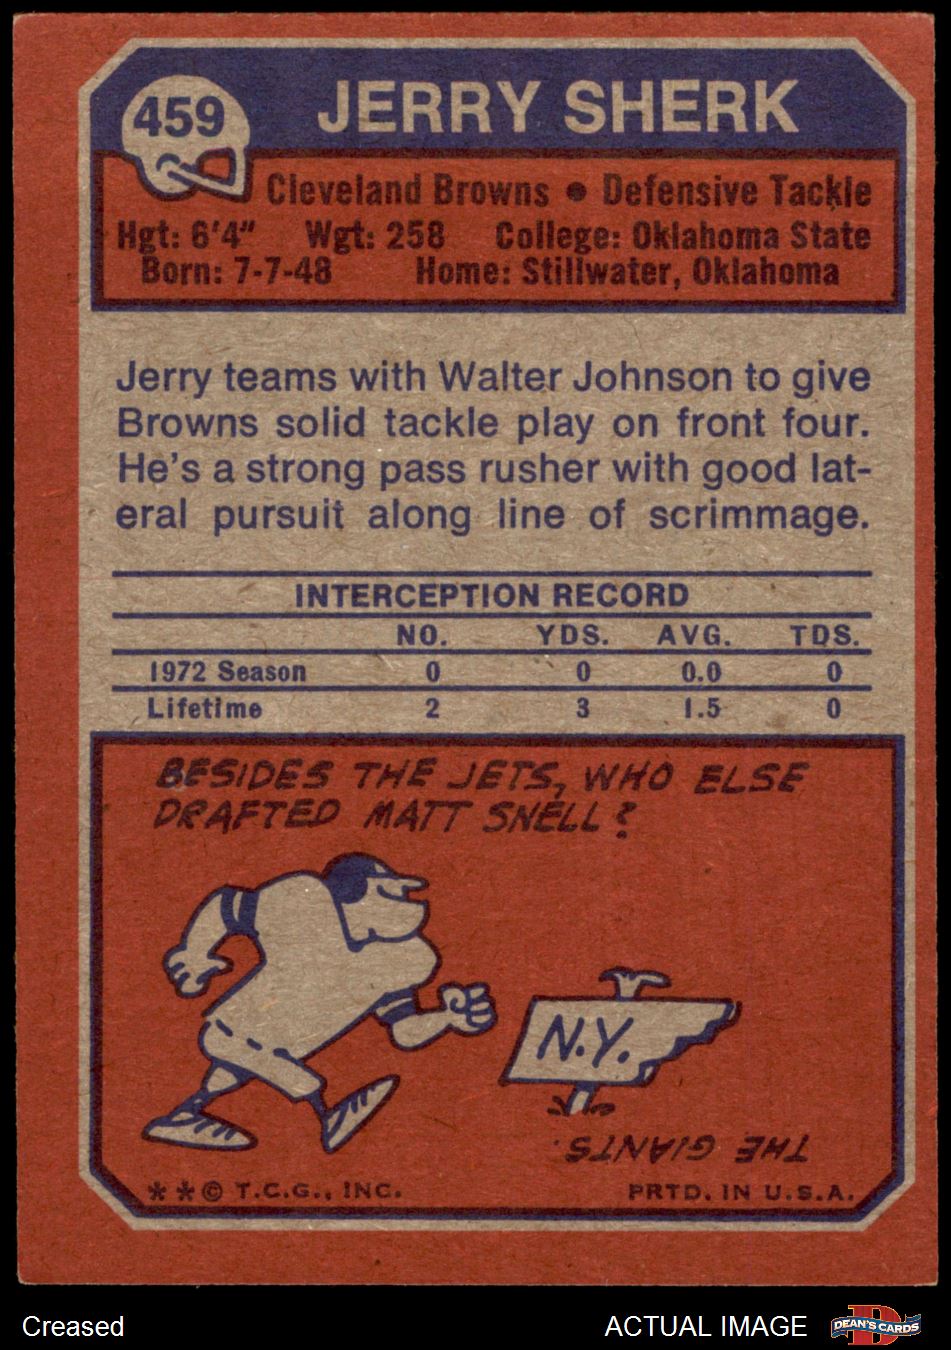 459
JERRY SHERK
Cleveland Browns • Defensive Tackle
Hgt: 6'4" Wgt: 258 College: Oklahoma State
Born: 7-7-48 Home: Stillwater, Oklahoma
Jerry teams with Walter Johnson to give
Browns solid tackle play on front four.
He's a strong pass rusher with good lat-
eral pursuit along line of scrimmage.
INTERCEPTION RECORD
NO. YDS. AVG. TDS.
1972 Season 0 0 0.0 0
Lifetime 2 3 1.5 0
BESIDES THE JETS, WHO ELSE
DRAFTED MATT SNELL?
N.Y.
THE GIANTS.
**© T.C.G., INC. PRTD. IN U.S.A.
Creased ACTUAL IMAGE
D
DEAN'S CARDS